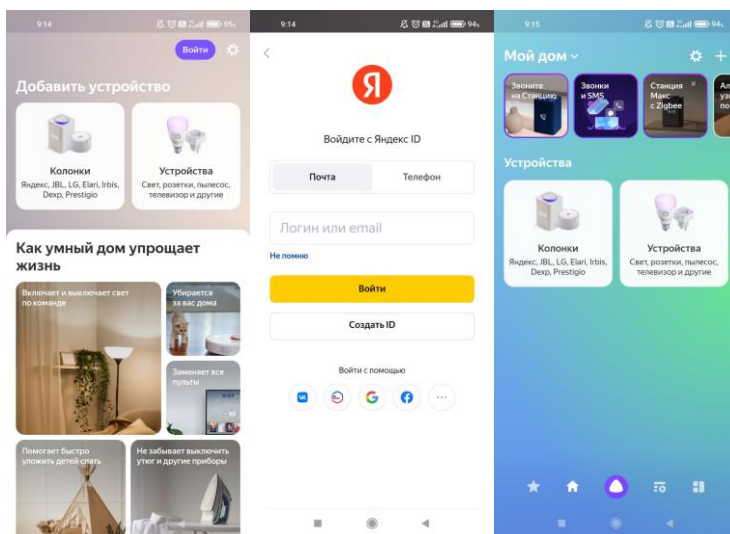 9:14
95%
Войти
Добавить устройство
Колонки
Яндекс, JBL, LG, Elari, Irbis,
Dexp, Prestigio
Устройства
Свет, розетки, пылесос,
телевизор и другие
Как умный дом упрощает
жизнь
Включает и выключает свет
по команде
Убирается
за вас дома
Заменяет все
пульты
Помогает быстро
уложить детей спать
Не забывает выключить
утюг и другие приборы
9:14
94%
Я
Войдите с Яндекс ID
Почта
Телефон
Логин или email
Не помню
Войти
Создать ID
Войти с помощью
9:15
94%
Мой дом
Звоните
на Станцию
Звонки
и SMS
Станция
Макс
с Zigbee
Устройства
Колонки
Яндекс, JBL, LG, Elari, Irbis,
Dexp, Prestigio
Устройства
Свет, розетки, пылесос,
телевизор и другие